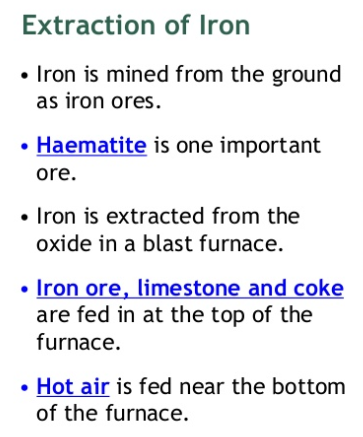 Extraction of Iron
• Iron is mined from the ground
as iron ores.
• Haematite is one important
ore.
• Iron is extracted from the
oxide in a blast furnace.
• Iron ore, limestone and coke
are fed in at the top of the
furnace.
• Hot air is fed near the bottom
of the furnace.